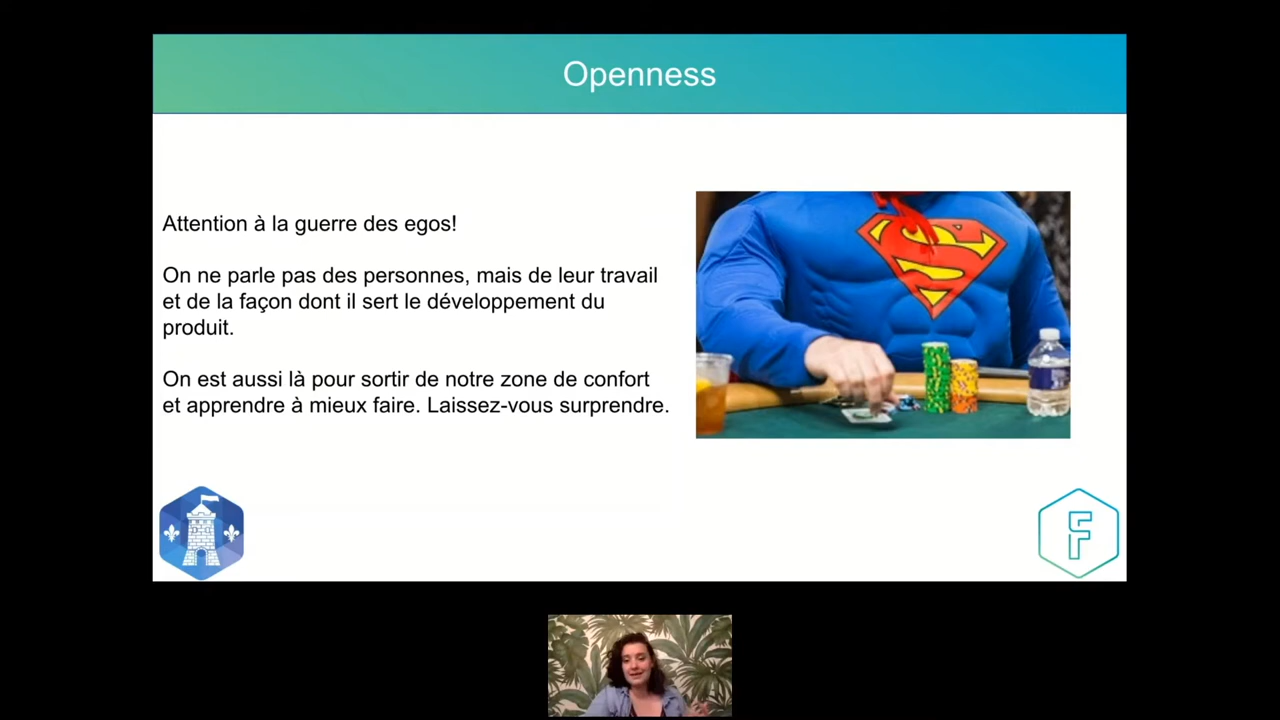 Openness
Attention à la guerre des egos!
On ne parle pas des personnes, mais de leur travail
et de la façon dont il sert le développement du
produit.
On est aussi là pour sortir de notre zone de confort
et apprendre à mieux faire. Laissez-vous surprendre.